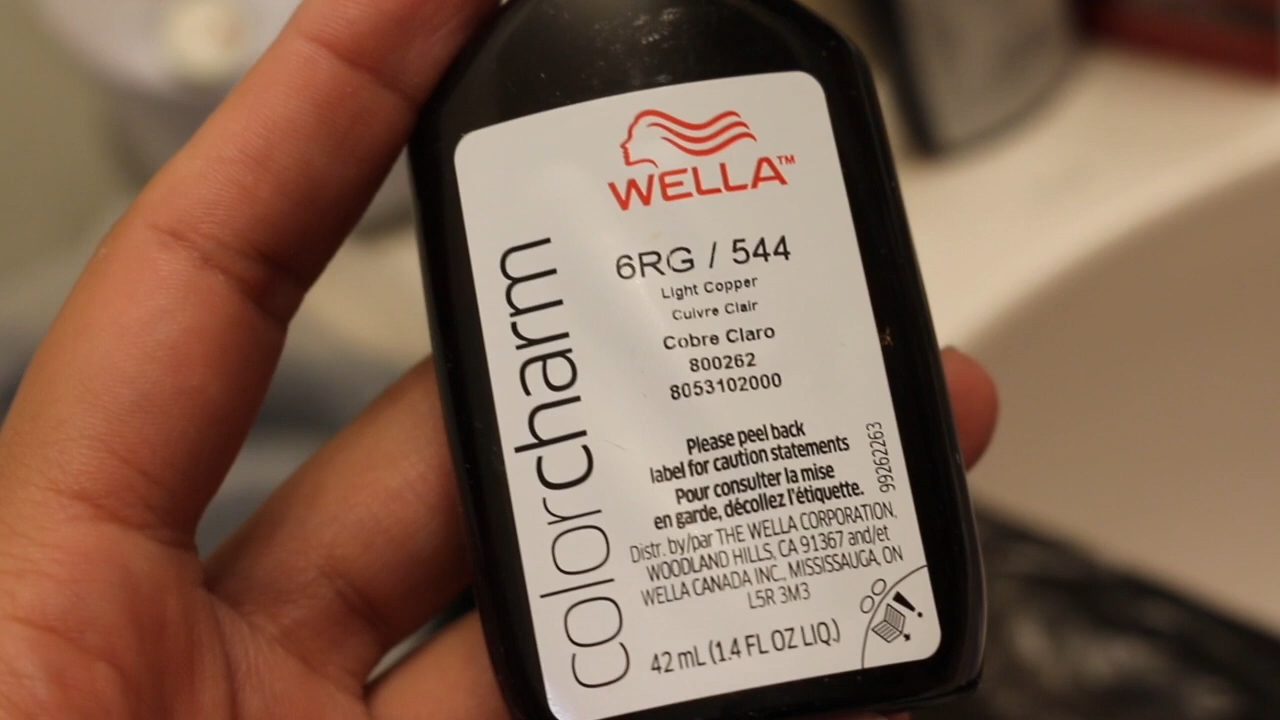 WELLA™
6RG / 544
Light Copper
Cuivre Clair
Cobre Claro
800262
8053102000
colorcharm
Please peel back
label for caution statements
Pour consulter la mise
en garde, décollez l'étiquette.
99262263
Distr. by/par THE WELLA CORPORATION,
WOODLAND HILLS, CA 91367 and/et
WELLA CANADA INC., MISSISSAUGA, ON
L5R 3M3
42 mL (1.4 FL OZ LIQ.)